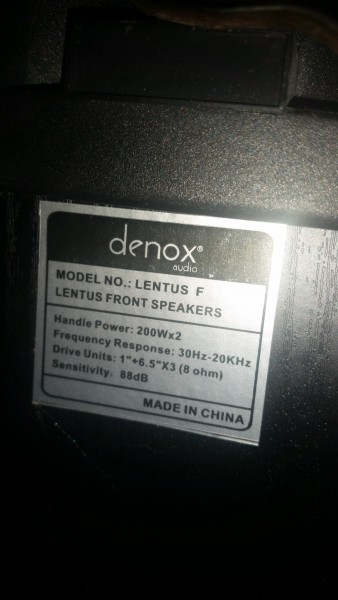 denox®
audio
MODEL NO.: LENTUS F
LENTUS FRONT SPEAKERS
Handle Power: 200Wx2
Frequency Response: 30Hz-20KHz
Drive Units: 1"+6.5"X3 (8 ohm)
Sensitivity: 88dB
MADE IN CHINA